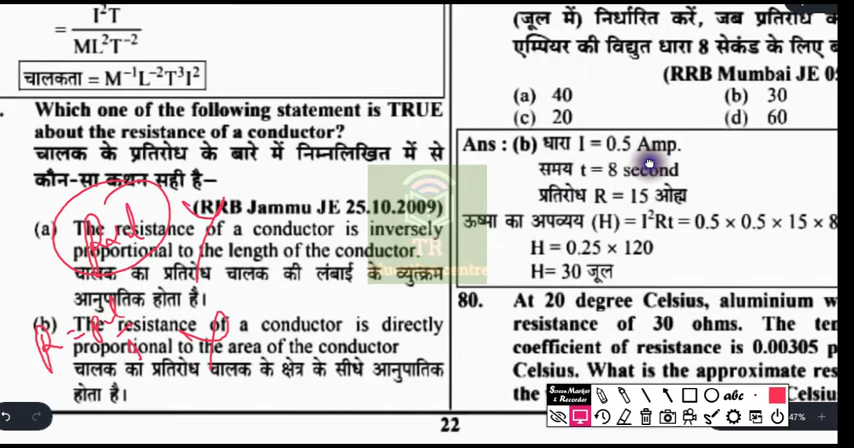 I²T
= ML²T⁻²
चालकता = M⁻¹L⁻²T³I²
Which one of the following statement is TRUE
about the resistance of a conductor?
चालक के प्रतिरोध के बारे में निम्नलिखित में से
कौन-सा कथन सही है–
(RRB Jammu JE 25.10.2009)
(a) The resistance of a conductor is inversely
proportional to the length of the conductor.
चालक का प्रतिरोध चालक की लंबाई के व्युत्क्रम
आनुपातिक होता है।
(b) The resistance of a conductor is directly
proportional to the area of the conductor
चालक का प्रतिरोध चालक के क्षेत्र के सीधे आनुपातिक
होता है।
22
(जूल में) निर्धारित करें, जब प्रतिरोध
एम्पियर की विद्युत धारा 8 सेकंड के लिए
(RRB Mumbai JE
(a) 40 (b) 30
(c) 20 (d) 60
Ans : (b) धारा I = 0.5 Amp.
समय t = 8 second
प्रतिरोध R = 15 ओह्म
ऊष्मा का अपव्यय (H) = I²Rt = 0.5 × 0.5 × 15 × 8
H = 0.25 × 120
H= 30 जूल
80. At 20 degree Celsius, aluminium
resistance of 30 ohms. The
coefficient of resistance is 0.00305
Celsius. What is the approximate
the
Celsiu
TR
Education centre
R∝l
Screen Marker
& Recorder
abc
47%